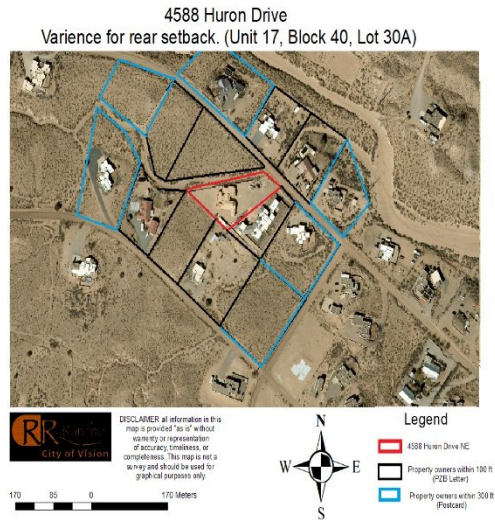 4588 Huron Drive
Varience for rear setback. (Unit 17, Block 40, Lot 30A)
RR Rancho
City of Vision
DISCLAIMER all information in this
map is provided "as is" without
warrenty or representation
of accuracy, timeliness, or
completeness. This map is not a
survey and should be used for
graphical purposes only.
170 85 0 170 Meters
N
W E
S
Legend
4588 Huron Drive NE
Property owners within 100 ft
(PZB Letter)
Property owners within 300 ft
(Postcard)